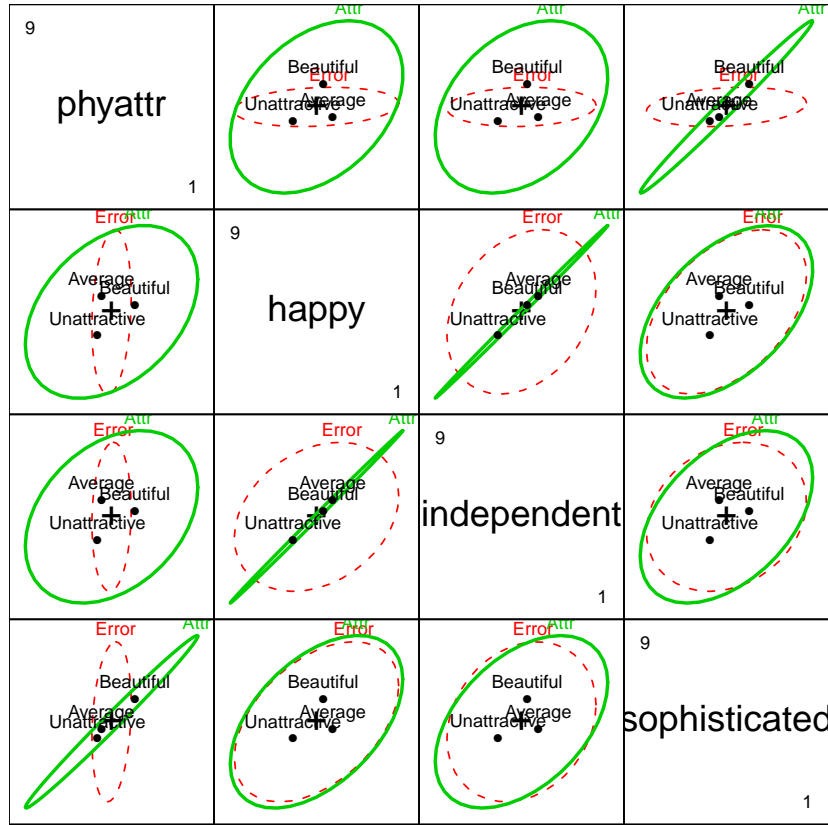 9
phyattr
1
Attr
Beautiful
Error
Unattractive Average
Attr
Beautiful
Error
Unattractive Average
Attr
Beautiful
Error
Unattractive Average
Attr
Error
Average
Beautiful
Unattractive
9
happy
1
Attr
Error
Average
Beautiful
Unattractive
Attr
Error
Average
Beautiful
Unattractive
Attr
Error
Average
Beautiful
Unattractive
Attr
Error
Average
Beautiful
Unattractive
9
independent
1
Attr
Error
Average
Beautiful
Unattractive
Error
Attr
Beautiful
Average
Unattractive
Attr
Error
Beautiful
Average
Unattractive
Attr
Error
Beautiful
Average
Unattractive
9
sophisticated
1